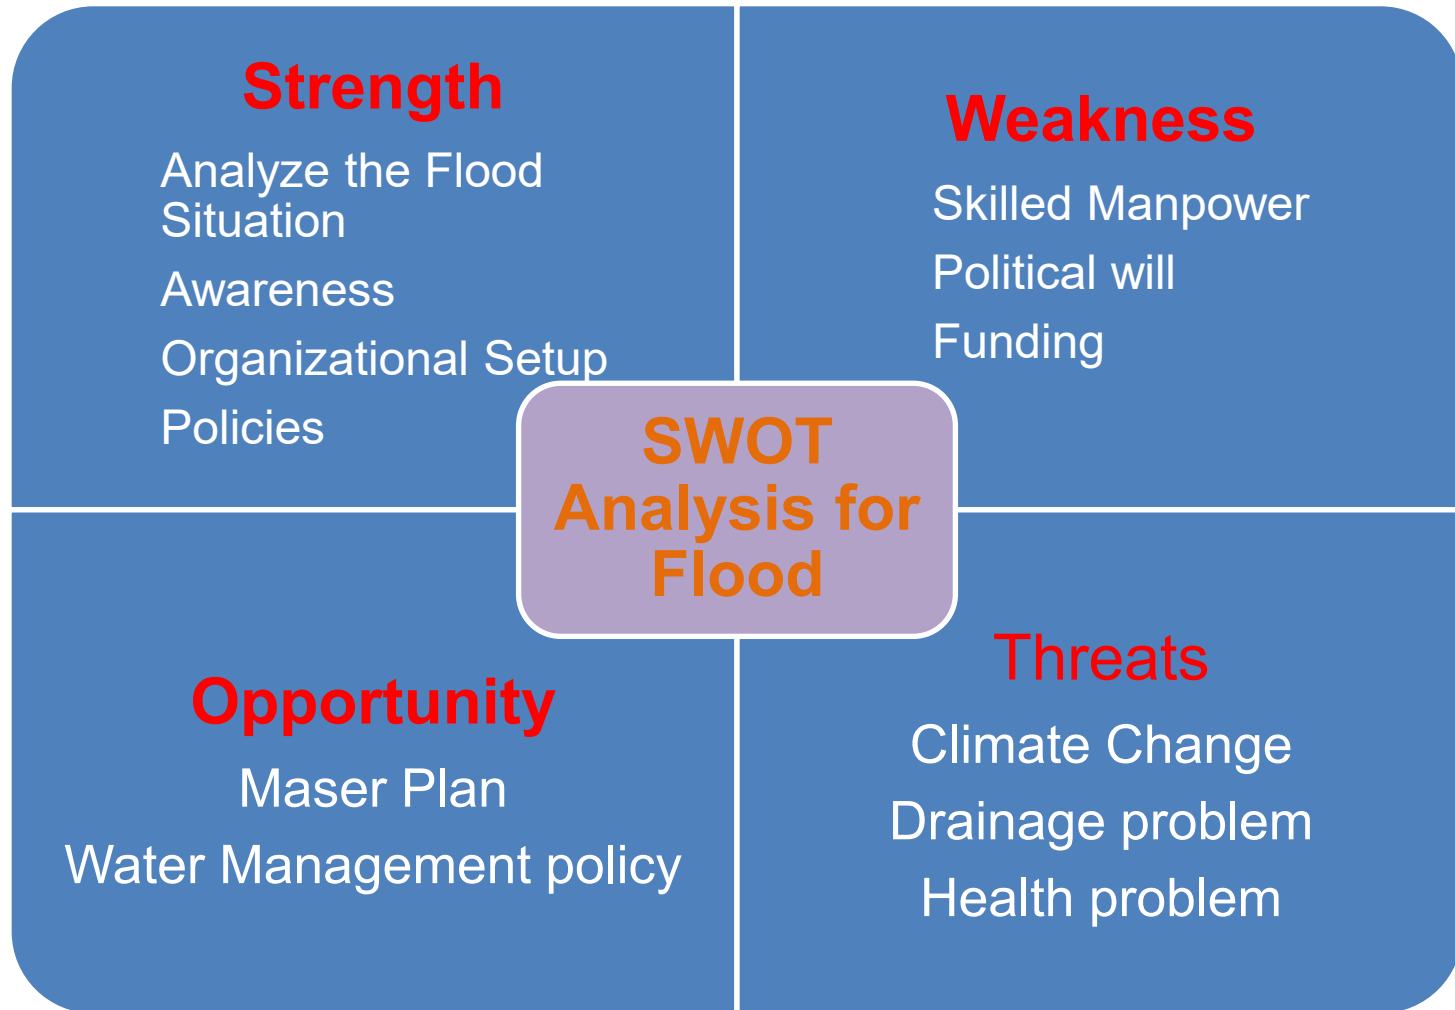 Strength
Analyze the Flood
Situation
Awareness
Organizational Setup
Policies
Weakness
Skilled Manpower
Political will
Funding
SWOT
Analysis for
Flood
Opportunity
Maser Plan
Water Management policy
Threats
Climate Change
Drainage problem
Health problem